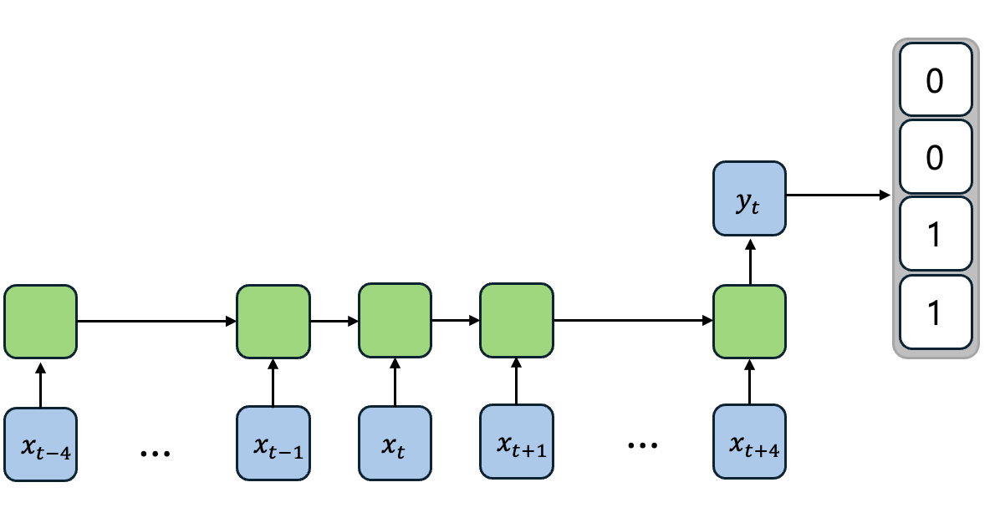 0
0
y_t
1
1
x_{t−4}
...
x_{t−1}
x_t
x_{t+1}
...
x_{t+4}